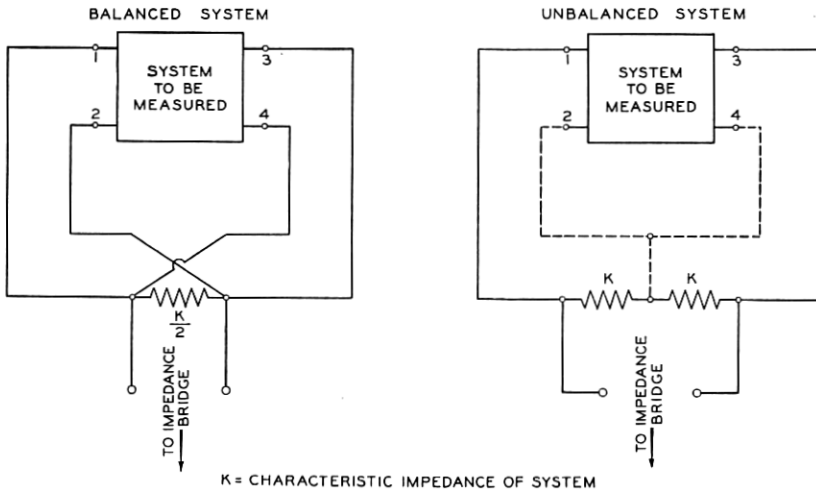 BALANCED SYSTEM
1
3
SYSTEM
TO BE
MEASURED
2
4
K
2
TO IMPEDANCE
BRIDGE
UNBALANCED SYSTEM
1
3
SYSTEM
TO BE
MEASURED
2
4
K
K
TO IMPEDANCE
BRIDGE
K = CHARACTERISTIC IMPEDANCE OF SYSTEM